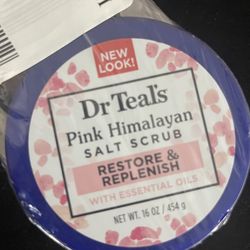 NEW
LOOK!
Dr Teal's
Pink Himalayan
SALT SCRUB
RESTORE &
REPLENISH
WITH ESSENTIAL OILS
NET WT. 16 OZ / 454 g